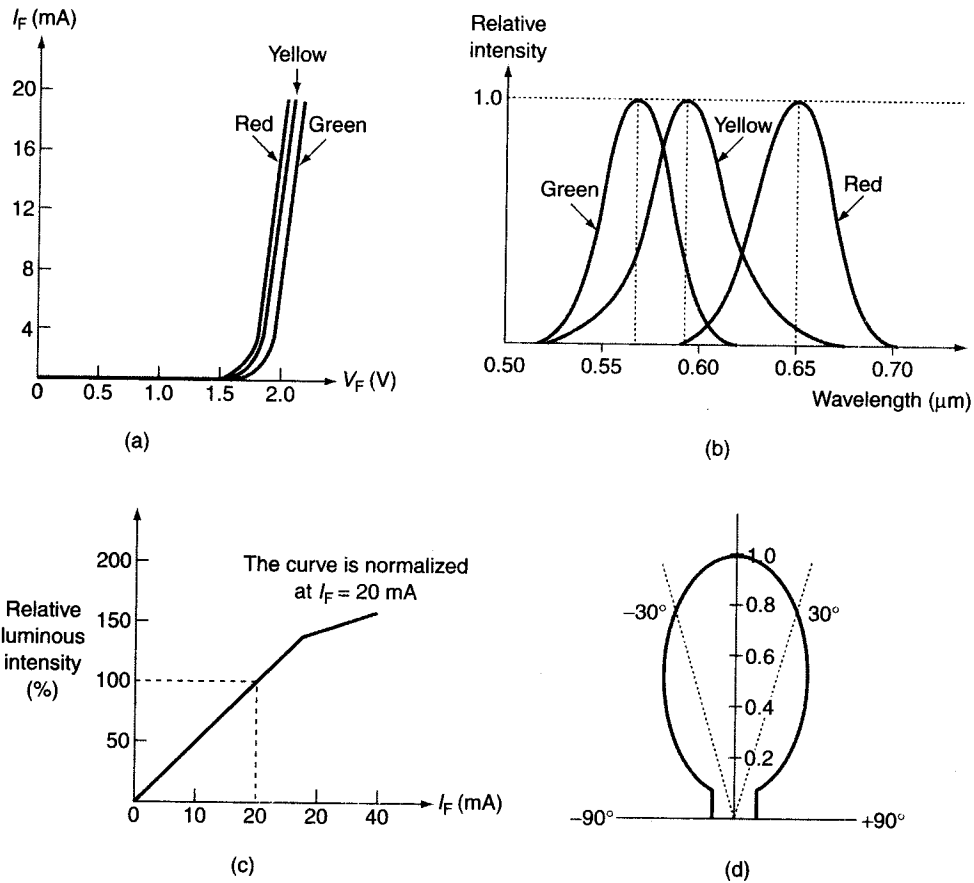 I_F (mA)
20
16
12
8
4
0
0.5
1.0
1.5
2.0
V_F (V)
Yellow
Red
Green
(a)
Relative
intensity
1.0
Green
Yellow
Red
0.50
0.55
0.60
0.65
0.70
Wavelength (μm)
(b)
Relative
luminous
intensity
(%)
200
150
100
50
The curve is normalized
at I_F = 20 mA
0
10
20
20
40
I_F (mA)
(c)
1.0
0.8
0.6
0.4
0.2
–30°
30°
–90°
+90°
(d)